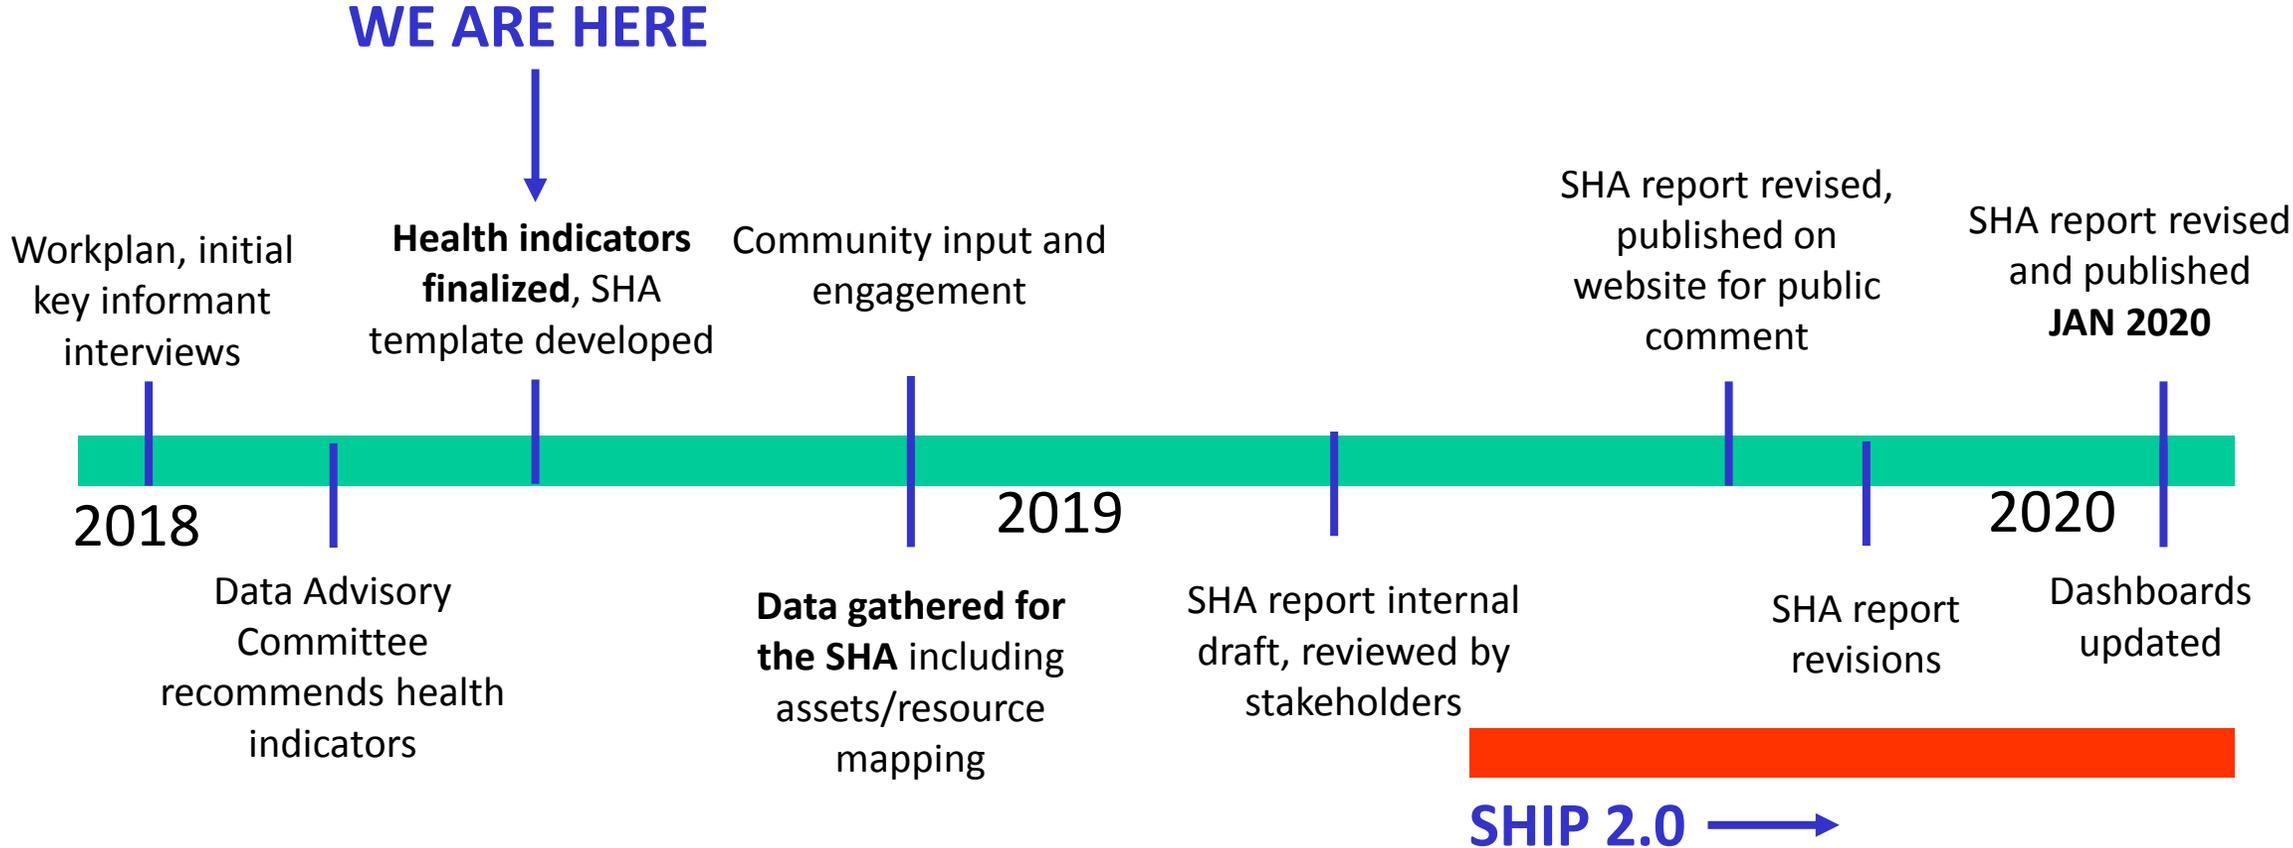 WE ARE HERE
Workplan, initial
key informant
interviews
Health indicators
finalized, SHA
template developed
Community input and
engagement
SHA report revised,
published on
website for public
comment
SHA report revised
and published
JAN 2020
2018
2019
2020
Data Advisory
Committee
recommends health
indicators
Data gathered for
the SHA including
assets/resource
mapping
SHA report internal
draft, reviewed by
stakeholders
SHA report
revisions
Dashboards
updated
SHIP 2.0